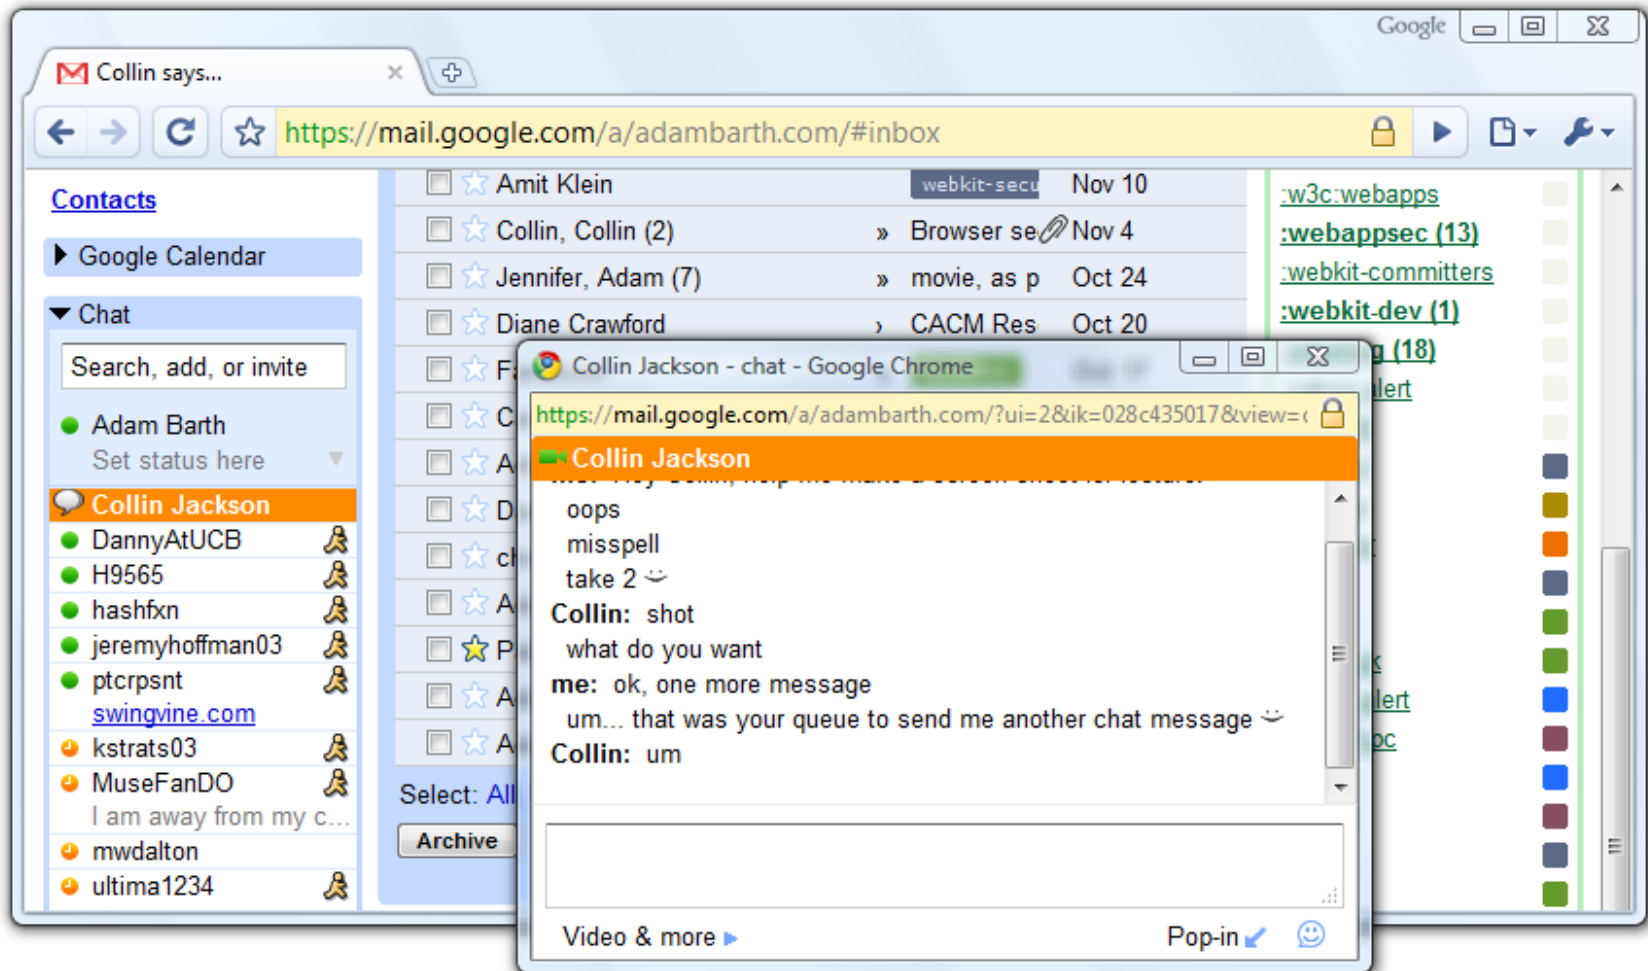 Google
Collin says...
https://mail.google.com/a/adambarth.com/#inbox
Contacts
Google Calendar
Chat
Search, add, or invite
Adam Barth
Set status here
Collin Jackson
DannyAtUCB
H9565
hashfxn
jeremyhoffman03
ptcrpsnt
swingvine.com
kstrats03
MuseFanDO
I am away from my c...
mwdalton
ultima1234
Amit Klein webkit-secu Nov 10
Collin, Collin (2) » Browser se Nov 4
Jennifer, Adam (7) » movie, as p Oct 24
Diane Crawford › CACM Res Oct 20
Select: All
Archive
:w3c:webapps
:webappsec (13)
:webkit-committers
:webkit-dev (1)
(18)
Collin Jackson - chat - Google Chrome
https://mail.google.com/a/adambarth.com/?ui=2&ik=028c435017&view=c
Collin Jackson
oops
misspell
take 2
Collin: shot
what do you want
me: ok, one more message
um... that was your queue to send me another chat message
Collin: um
Video & more
Pop-in